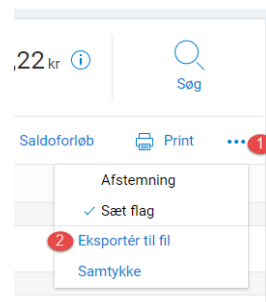 ,22 kr
Søg
Saldoforløb Print ••• 1
Afstemning
✓ Sæt flag
2 Eksportér til fil
Samtykke